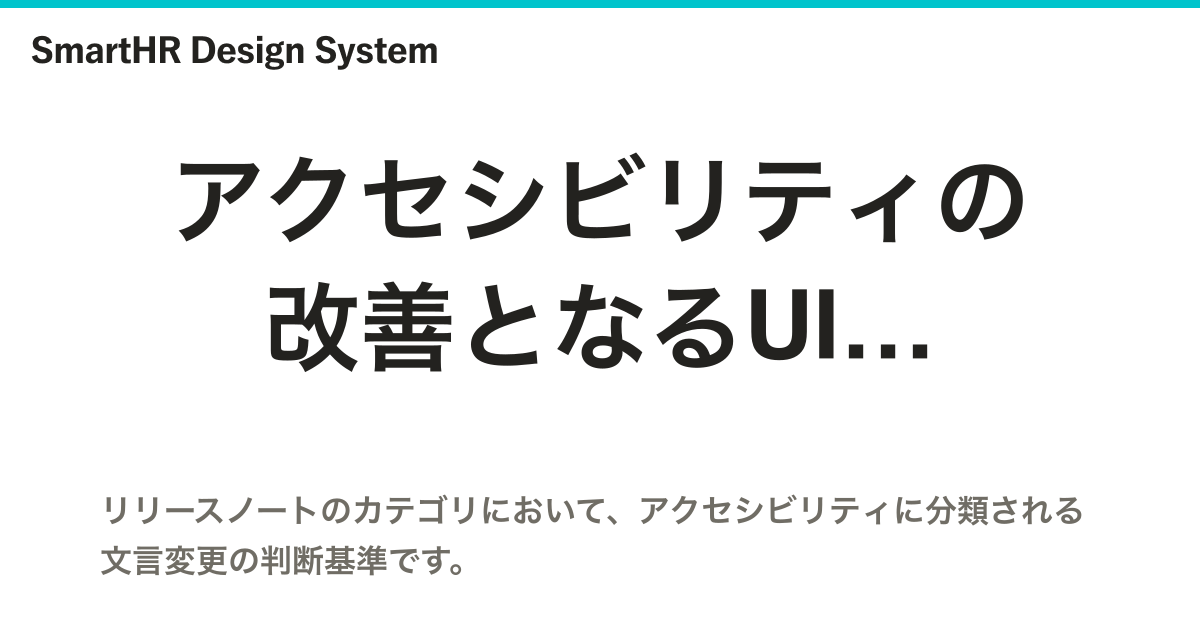 SmartHR Design System
アクセシビリティの
改善となるUI…
リリースノートのカテゴリにおいて、アクセシビリティに分類される
文言変更の判断基準です。